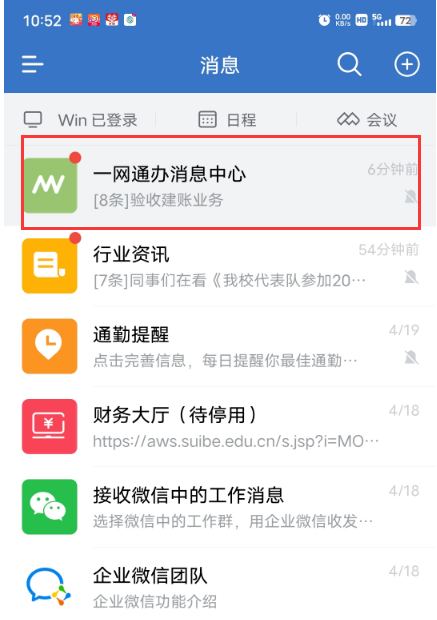 10:52 0.00 KB/s HD 5G 72
消息
Win 已登录 日程 会议
一网通办消息中心 6分钟前
[8条]验收建账业务
行业资讯 54分钟前
[7条]同事们在看《我校代表队参加20···
通勤提醒 4/19
点击完善信息，每日提醒你最佳通勤···
财务大厅（待停用） 4/18
https://aws.suibe.edu.cn/s.jsp?i=MO···
接收微信中的工作消息 4/18
选择微信中的工作群，用企业微信收发···
企业微信团队 4/18
企业微信功能介绍